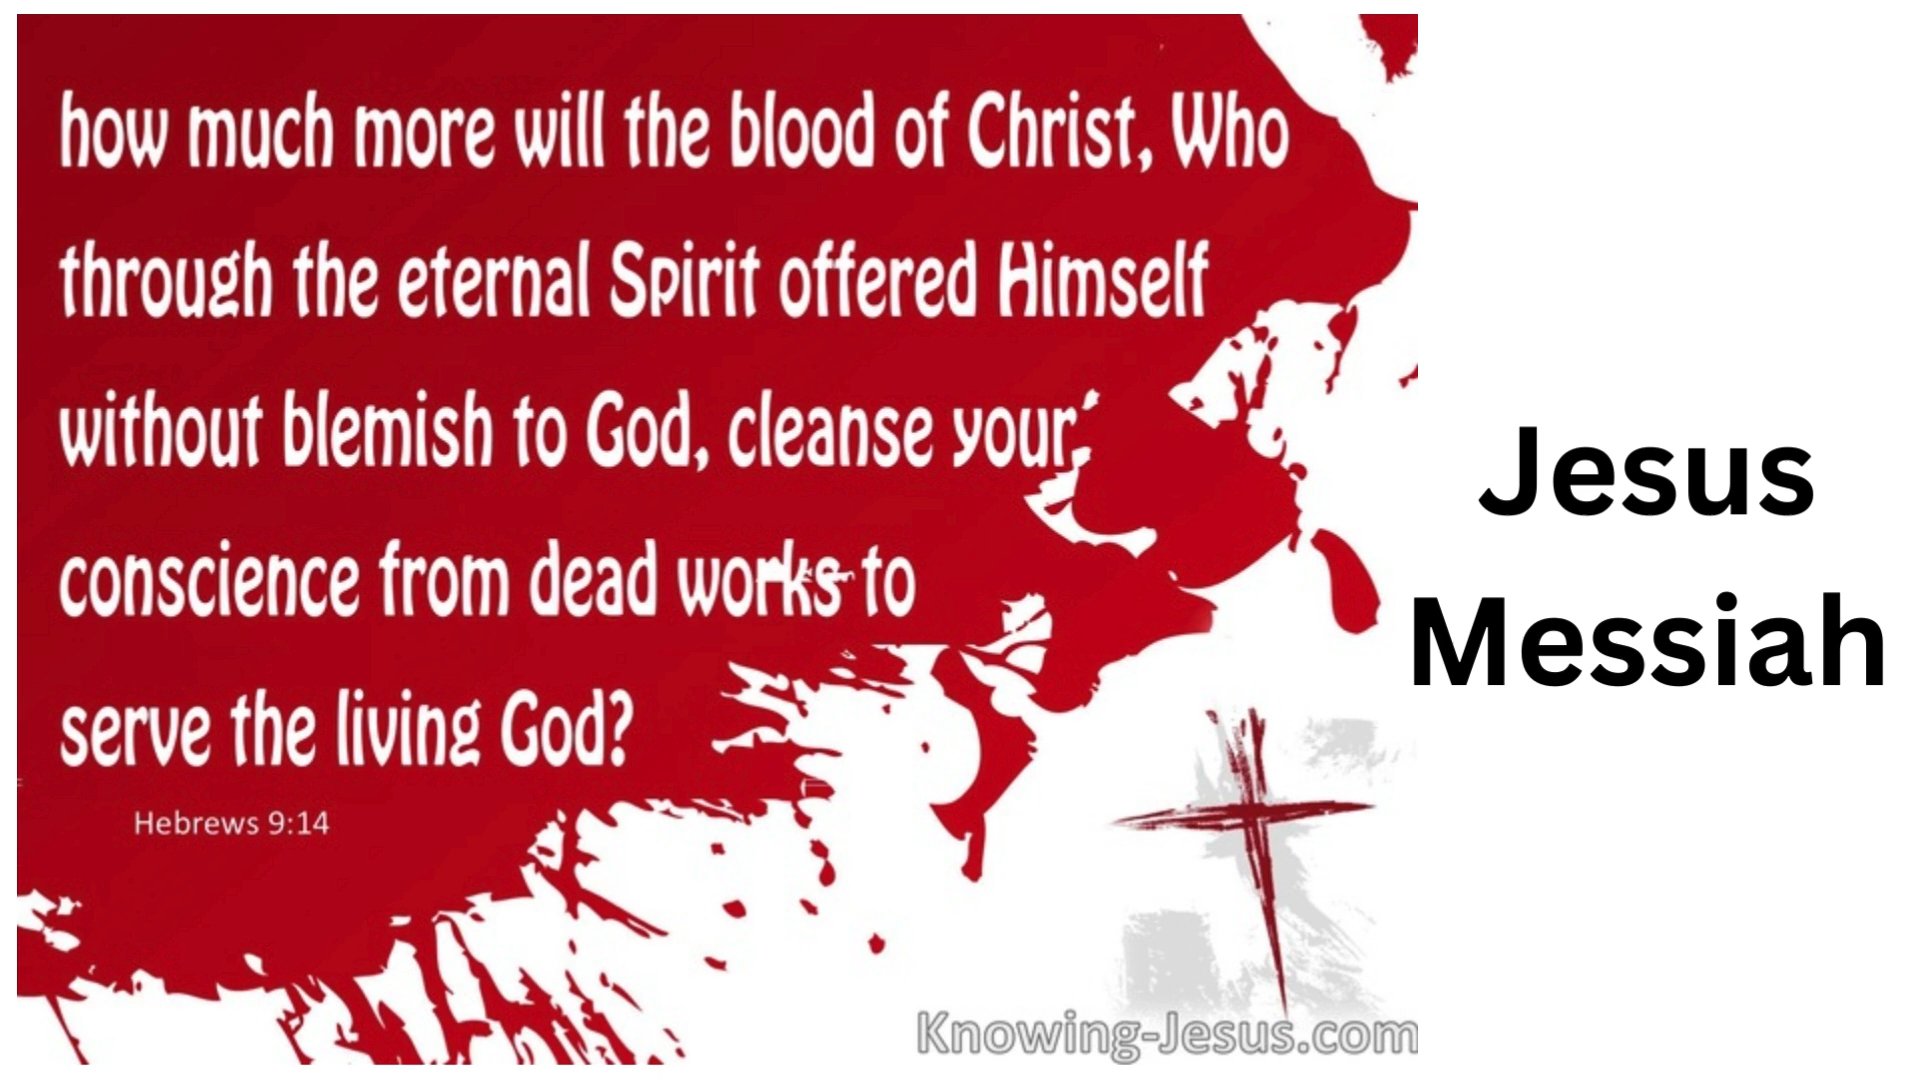 how much more will the blood of Christ, Who
through the eternal Spirit offered Himself
without blemish to God, cleanse your
conscience from dead works to
serve the living God?
Hebrews 9:14
Jesus
Messiah
Knowing-Jesus.com